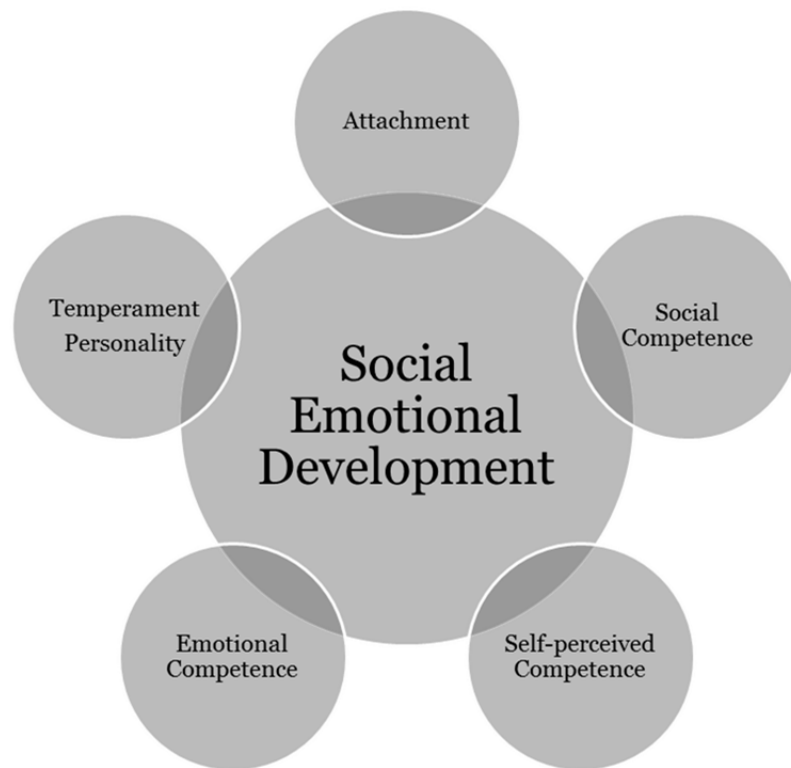 Attachment
Temperament
Personality
Social
Competence
Social
Emotional
Development
Emotional
Competence
Self-perceived
Competence